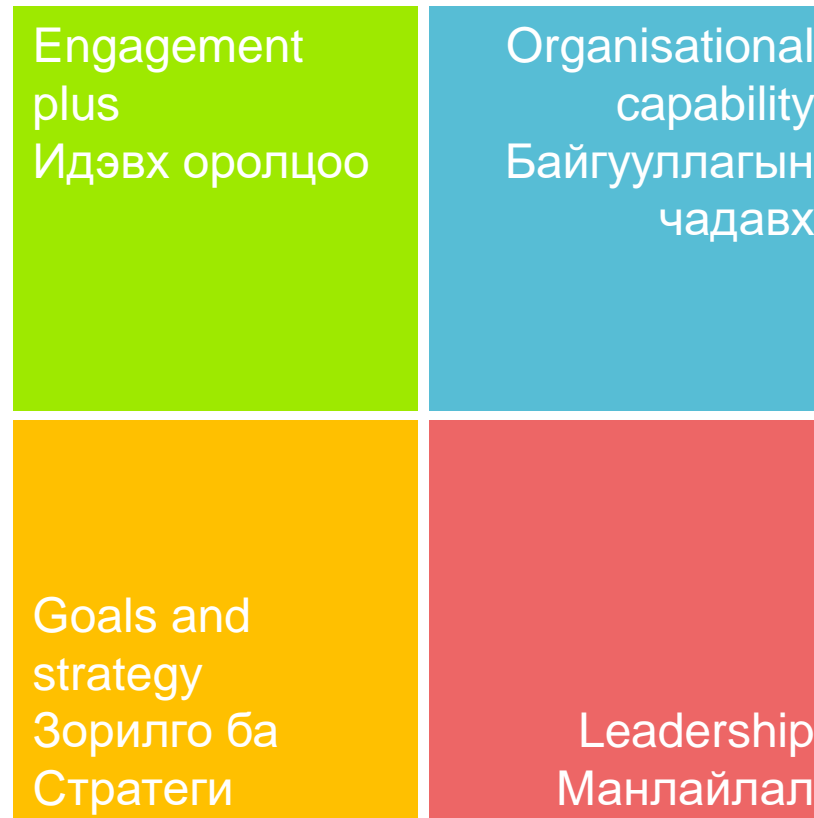 Engagement
plus
Идэвх оролцоо
Organisational
capability
Байгууллагын
чадавх
Goals and
strategy
Зорилго ба
Стратеги
Leadership
Манлайлал